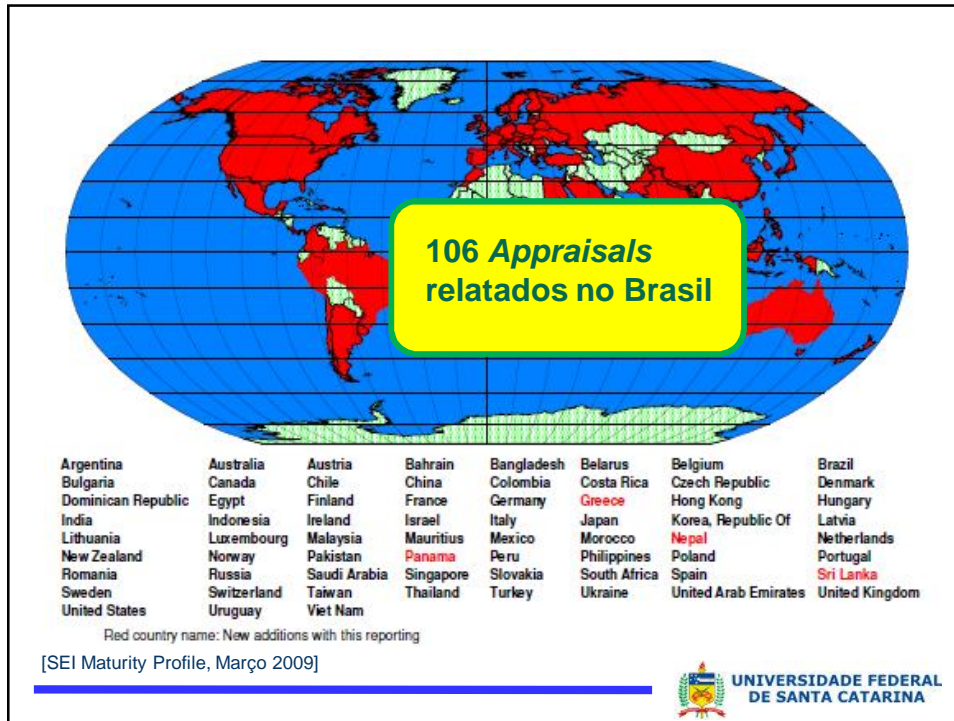 106 Appraisals
relatados no Brasil
Argentina Australia Austria Bahrain Bangladesh Belarus Belgium Brazil
Bulgaria Canada Chile China Colombia Costa Rica Czech Republic Denmark
Dominican Republic Egypt Finland France Germany Greece Hong Kong Hungary
India Indonesia Ireland Israel Italy Japan Korea, Republic Of Latvia
Lithuania Luxembourg Malaysia Mauritius Mexico Morocco Nepal Netherlands
New Zealand Norway Pakistan Panama Peru Philippines Poland Portugal
Romania Russia Saudi Arabia Singapore Slovakia South Africa Spain Sri Lanka
Sweden Switzerland Taiwan Thailand Turkey Ukraine United Arab Emirates United Kingdom
United States Uruguay Viet Nam
Red country name: New additions with this reporting
[SEI Maturity Profile, Março 2009]
UNIVERSIDADE FEDERAL
DE SANTA CATARINA